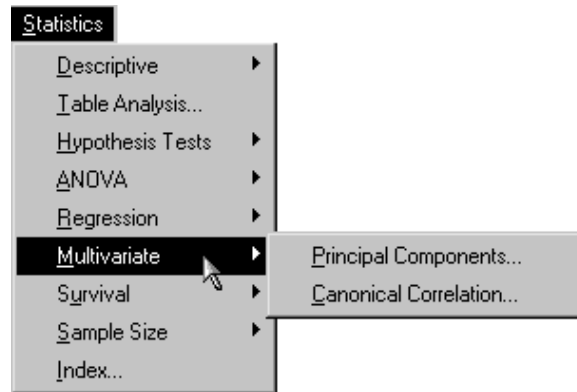 Statistics
Descriptive
Table Analysis...
Hypothesis Tests
ANOVA
Regression
Multivariate
Principal Components...
Survival
Canonical Correlation...
Sample Size
Index...